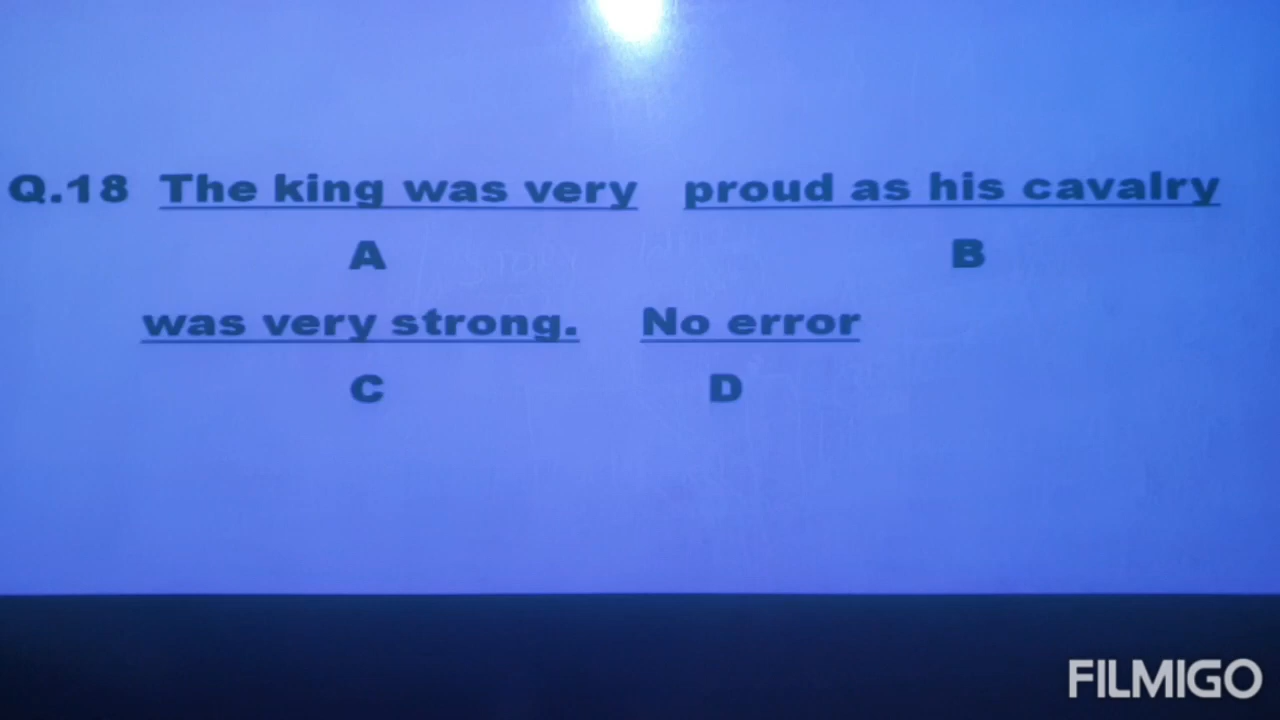 Q.18 The king was very proud as his cavalry
A B
was very strong. No error
C D
FILMIGO